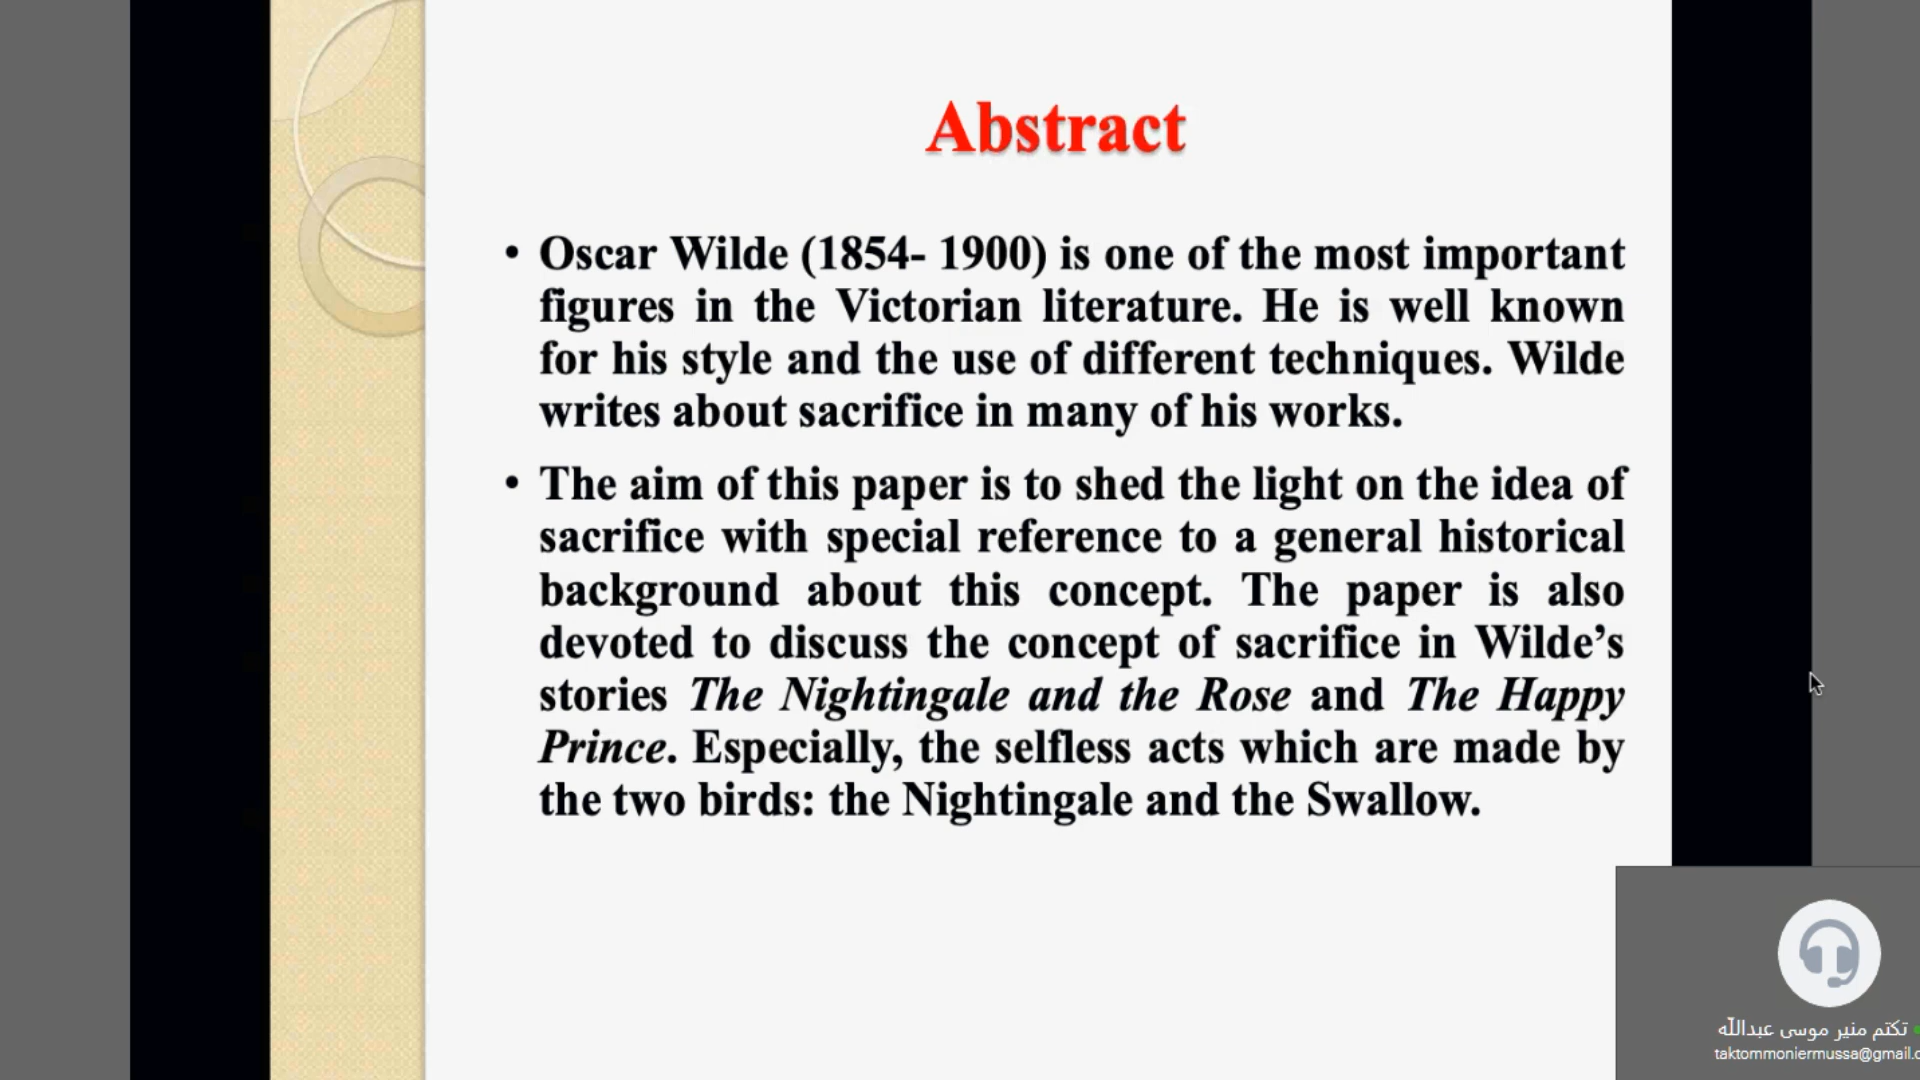 Abstract
• Oscar Wilde (1854- 1900) is one of the most important
figures in the Victorian literature. He is well known
for his style and the use of different techniques. Wilde
writes about sacrifice in many of his works.
• The aim of this paper is to shed the light on the idea of
sacrifice with special reference to a general historical
background about this concept. The paper is also
devoted to discuss the concept of sacrifice in Wilde’s
stories The Nightingale and the Rose and The Happy
Prince. Especially, the selfless acts which are made by
the two birds: the Nightingale and the Swallow.
تكتم منير موسى عبدالله
taktommoniermussa@gmail.c